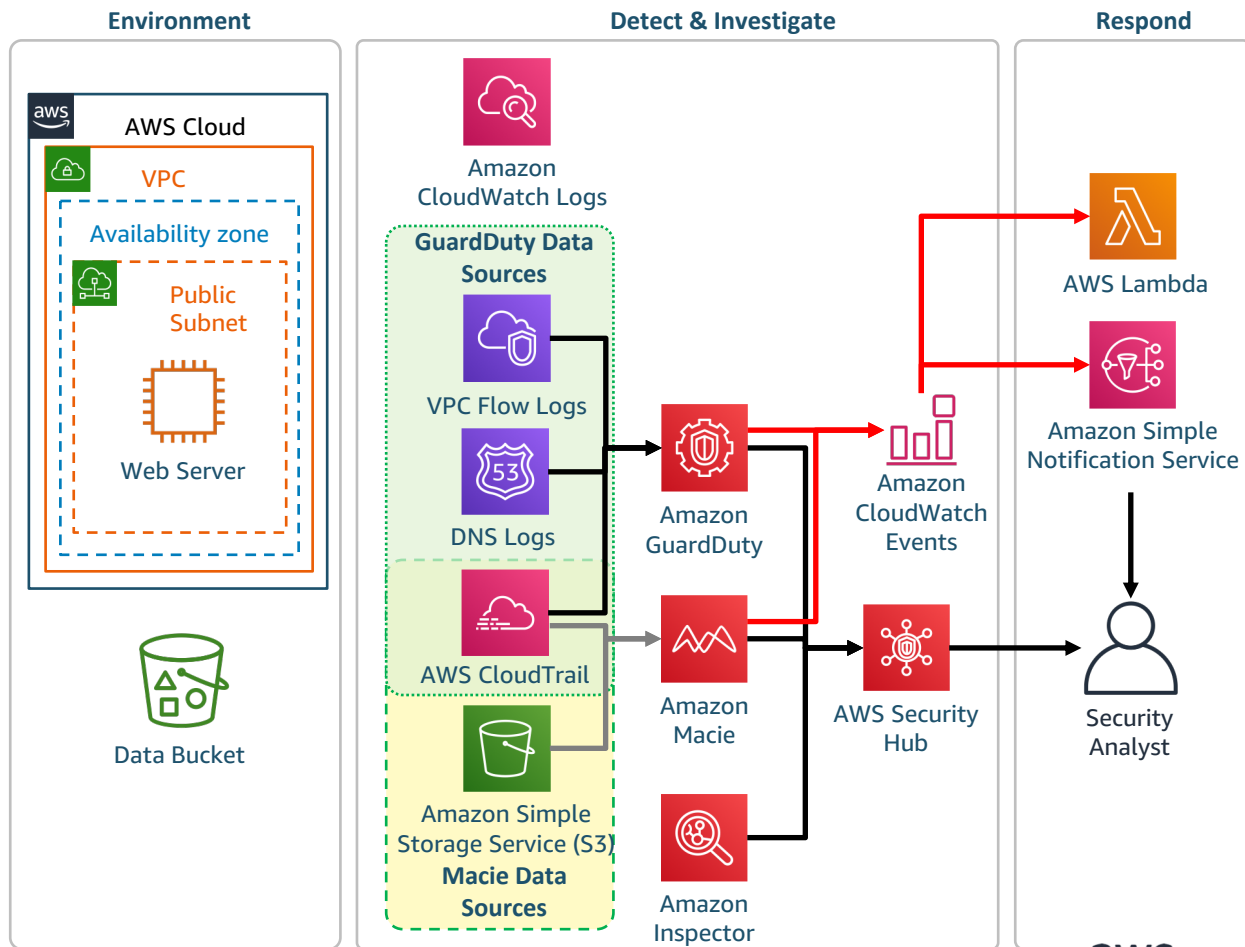 Environment
Detect & Investigate
Respond
aws
AWS Cloud
VPC
Availability zone
Public
Subnet
Web Server
Data Bucket
Amazon
CloudWatch Logs
GuardDuty Data
Sources
VPC Flow Logs
53
DNS Logs
AWS CloudTrail
Amazon Simple
Storage Service (S3)
Macie Data
Sources
Amazon
GuardDuty
Amazon
Macie
Amazon
Inspector
Amazon
CloudWatch
Events
AWS Security
Hub
AWS Lambda
Amazon Simple
Notification Service
Security
Analyst
aws